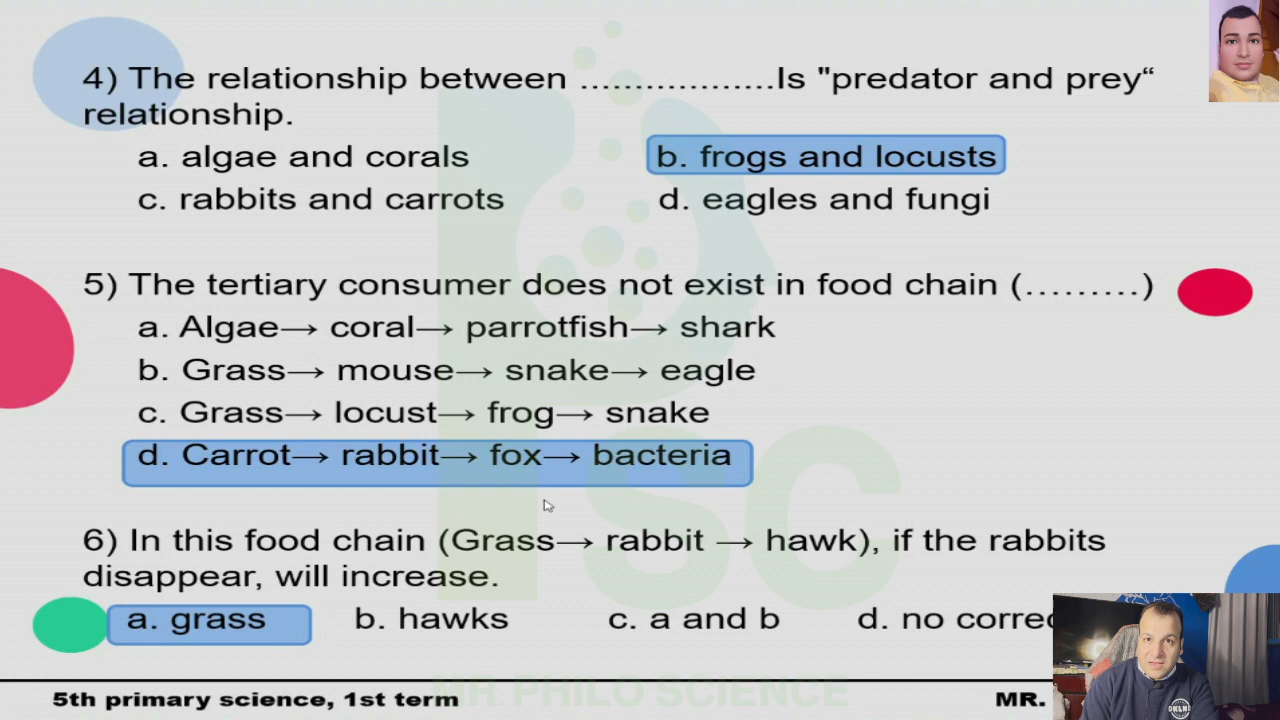 4) The relationship between ..................Is "predator and prey“
relationship.
a. algae and corals b. frogs and locusts
c. rabbits and carrots d. eagles and fungi
5) The tertiary consumer does not exist in food chain (………)
a. Algae→ coral→ parrotfish→ shark
b. Grass→ mouse→ snake→ eagle
c. Grass→ locust→ frog→ snake
d. Carrot→ rabbit→ fox→ bacteria
6) In this food chain (Grass→ rabbit → hawk), if the rabbits
disappear, will increase.
a. grass b. hawks c. a and b d. no
MR. PHILO SCIENCE
5th primary science, 1st term MR.